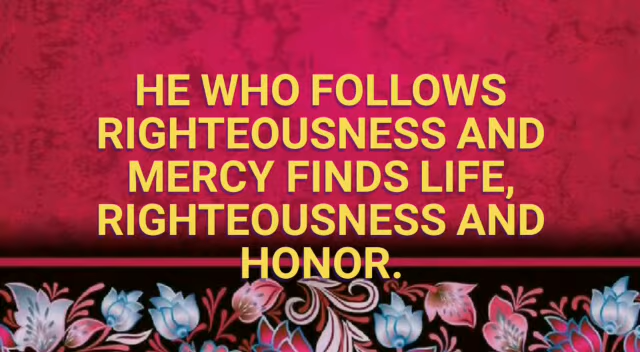 HE WHO FOLLOWS
RIGHTEOUSNESS AND
MERCY FINDS LIFE,
RIGHTEOUSNESS AND
HONOR.